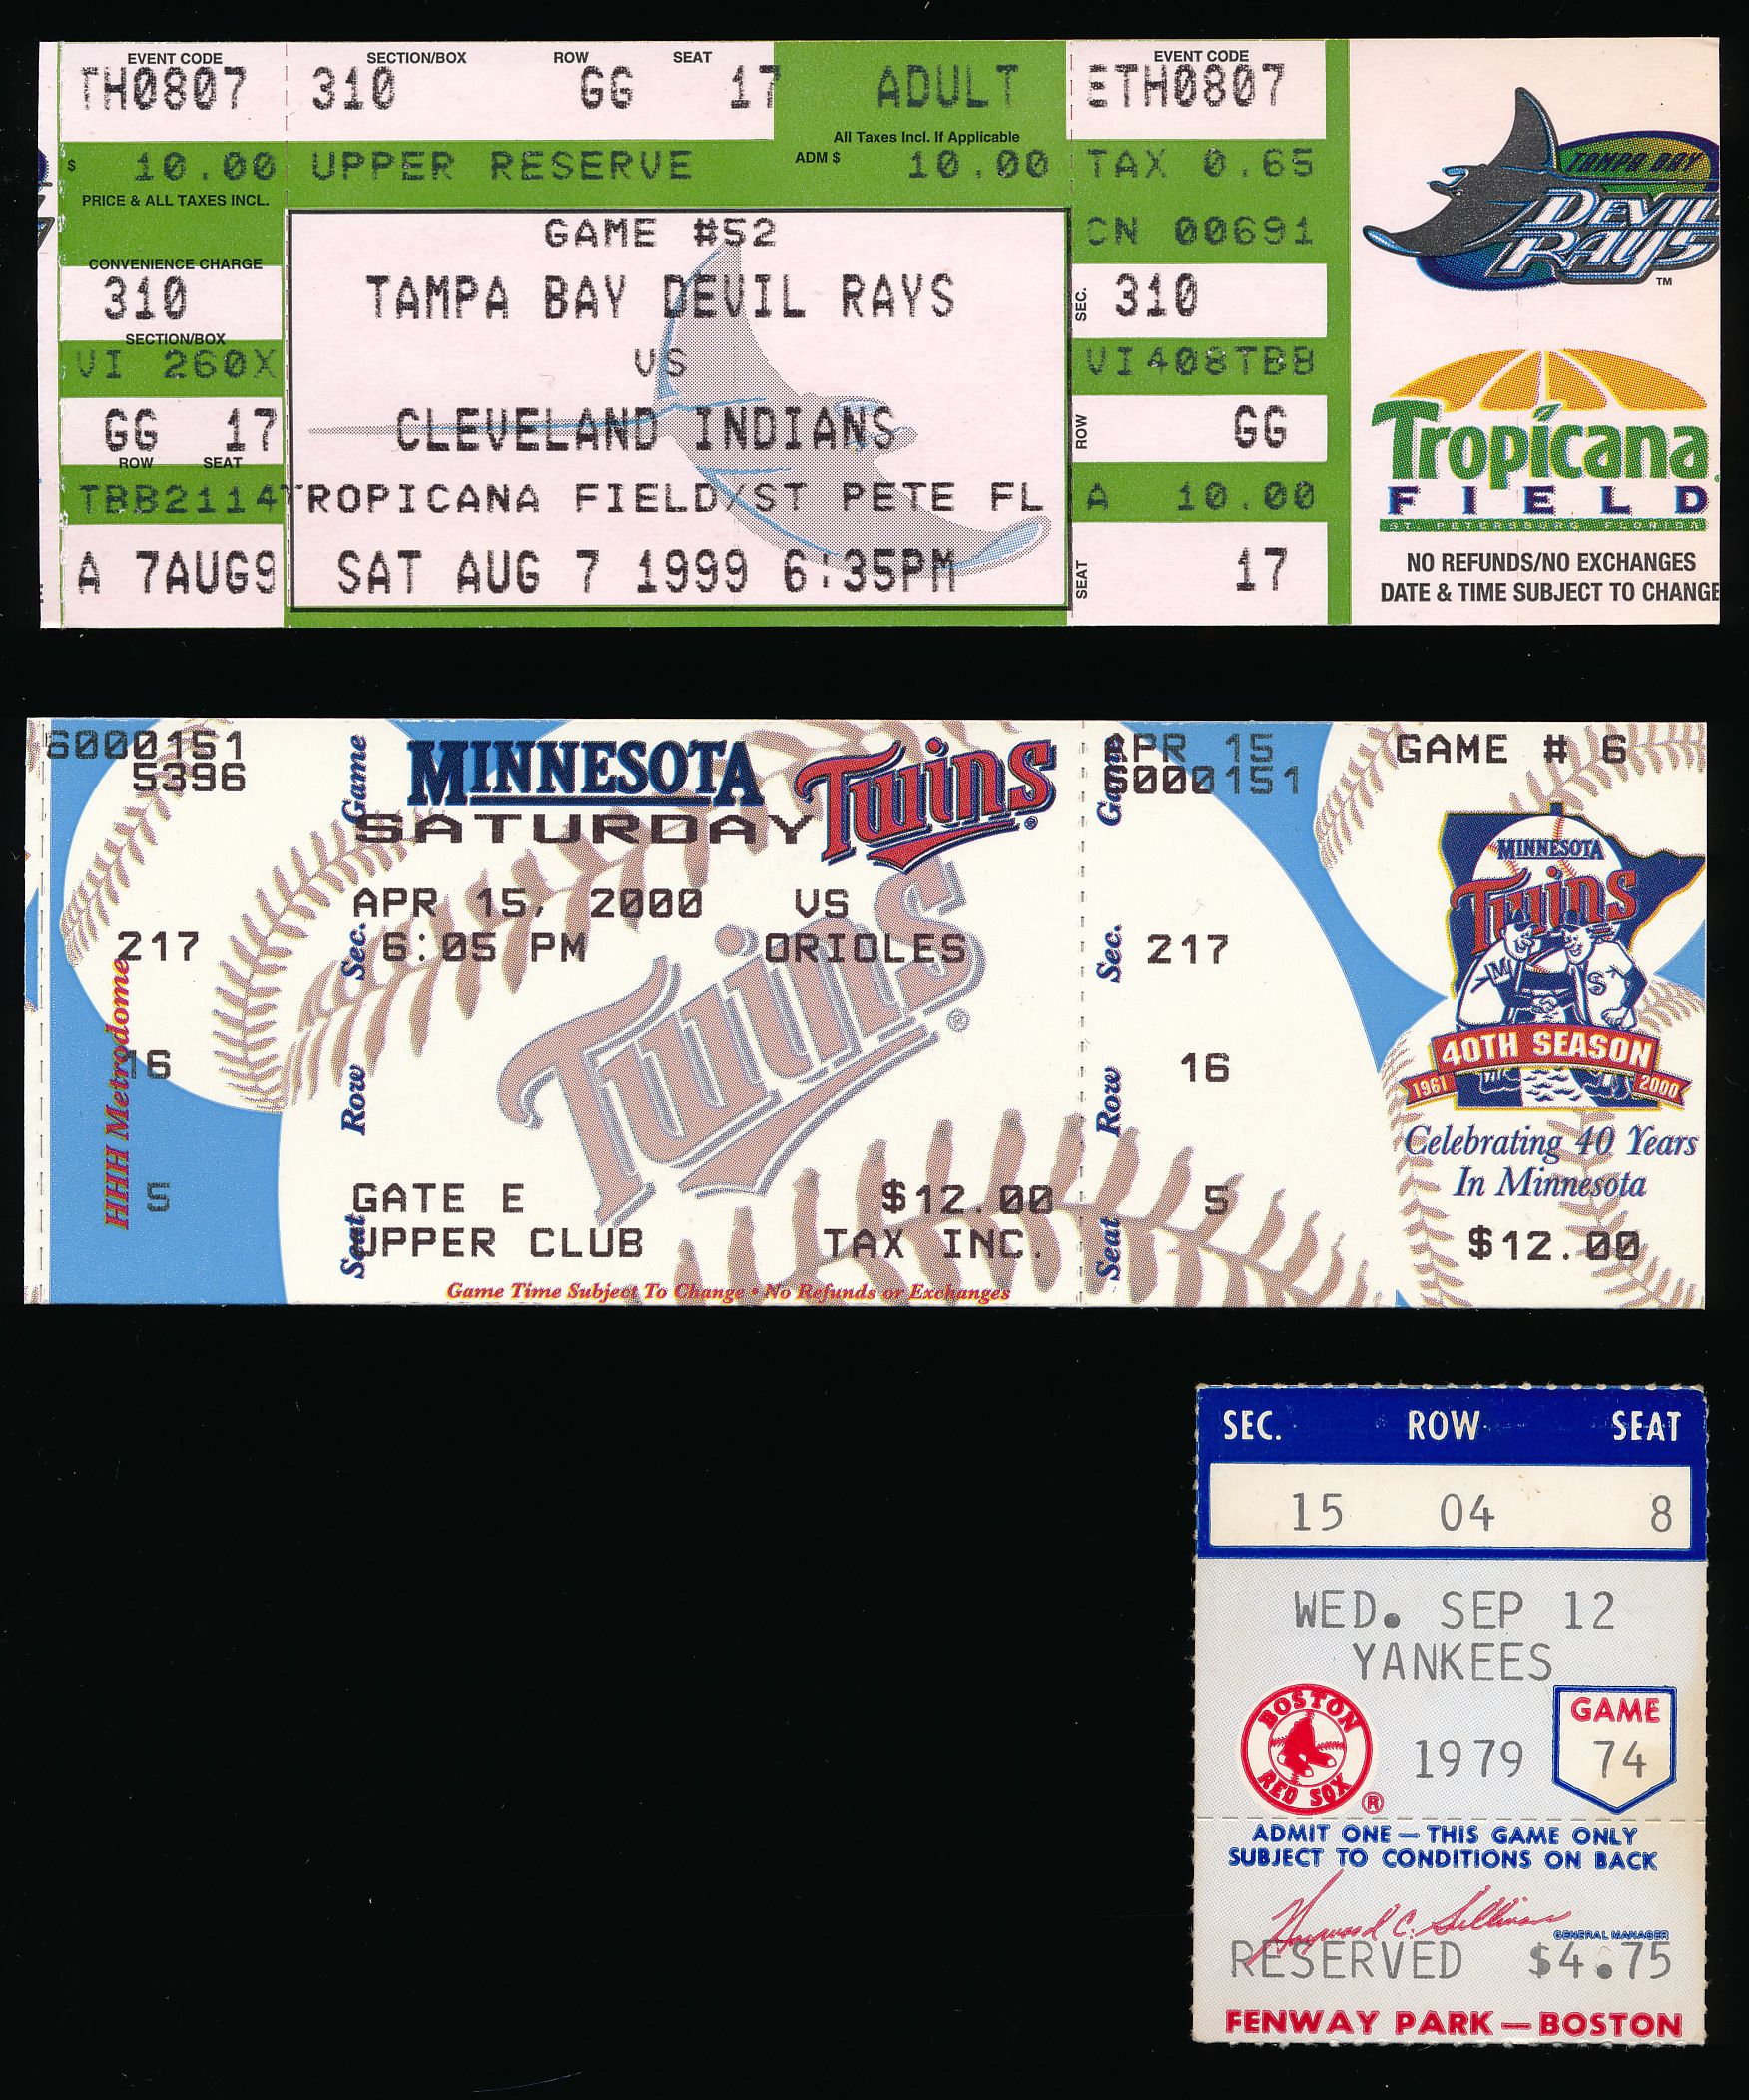 EVENT CODE SECTION/BOX ROW SEAT EVENT CODE
TH0807 310 GG 17 ADULT ETH0807
All Taxes Incl. If Applicable
$ 10.00 UPPER RESERVE ADM $ 10.00 TAX 0.65
PRICE & ALL TAXES INCL.
GAME #52 CN 00691
CONVENIENCE CHARGE
310 TAMPA BAY DEVIL RAYS SEC. 310
SECTION/BOX
VI 260X VS VI408TBB
GG 17 CLEVELAND INDIANS ROW GG
ROW SEAT
TBB2114 TROPICANA FIELD/ST PETE FL A 10.00
A 7AUG9 SAT AUG 7 1999 6:35PM SEAT 17
TAMPA BAY
DEVIL
RAYS
TM
Tropicana
FIELD
ST. PETERSBURG, FLORIDA
NO REFUNDS/NO EXCHANGES
DATE & TIME SUBJECT TO CHANGE
6000151
5396
217
16
5
HHH Metrodome
Game
Sec.
Row
Seat
MINNESOTA Twins
SATURDAY
APR 15, 2000 VS
6:05 PM ORIOLES
Twins
GATE E $12.00
UPPER CLUB TAX INC.
Game Time Subject To Change • No Refunds or Exchanges
APR 15 GAME # 6
6000151
Game
Sec. 217
Row 16
Seat 5
MINNESOTA
Twins
M S
40TH SEASON
1961 2000
Celebrating 40 Years
In Minnesota
$12.00
SEC. ROW SEAT
15 04 8
WED. SEP 12
YANKEES
BOSTON
RED SOX
®
1979
GAME
74
ADMIT ONE — THIS GAME ONLY
SUBJECT TO CONDITIONS ON BACK
Haywood C. Sullivan
GENERAL MANAGER
RESERVED $4.75
FENWAY PARK — BOSTON